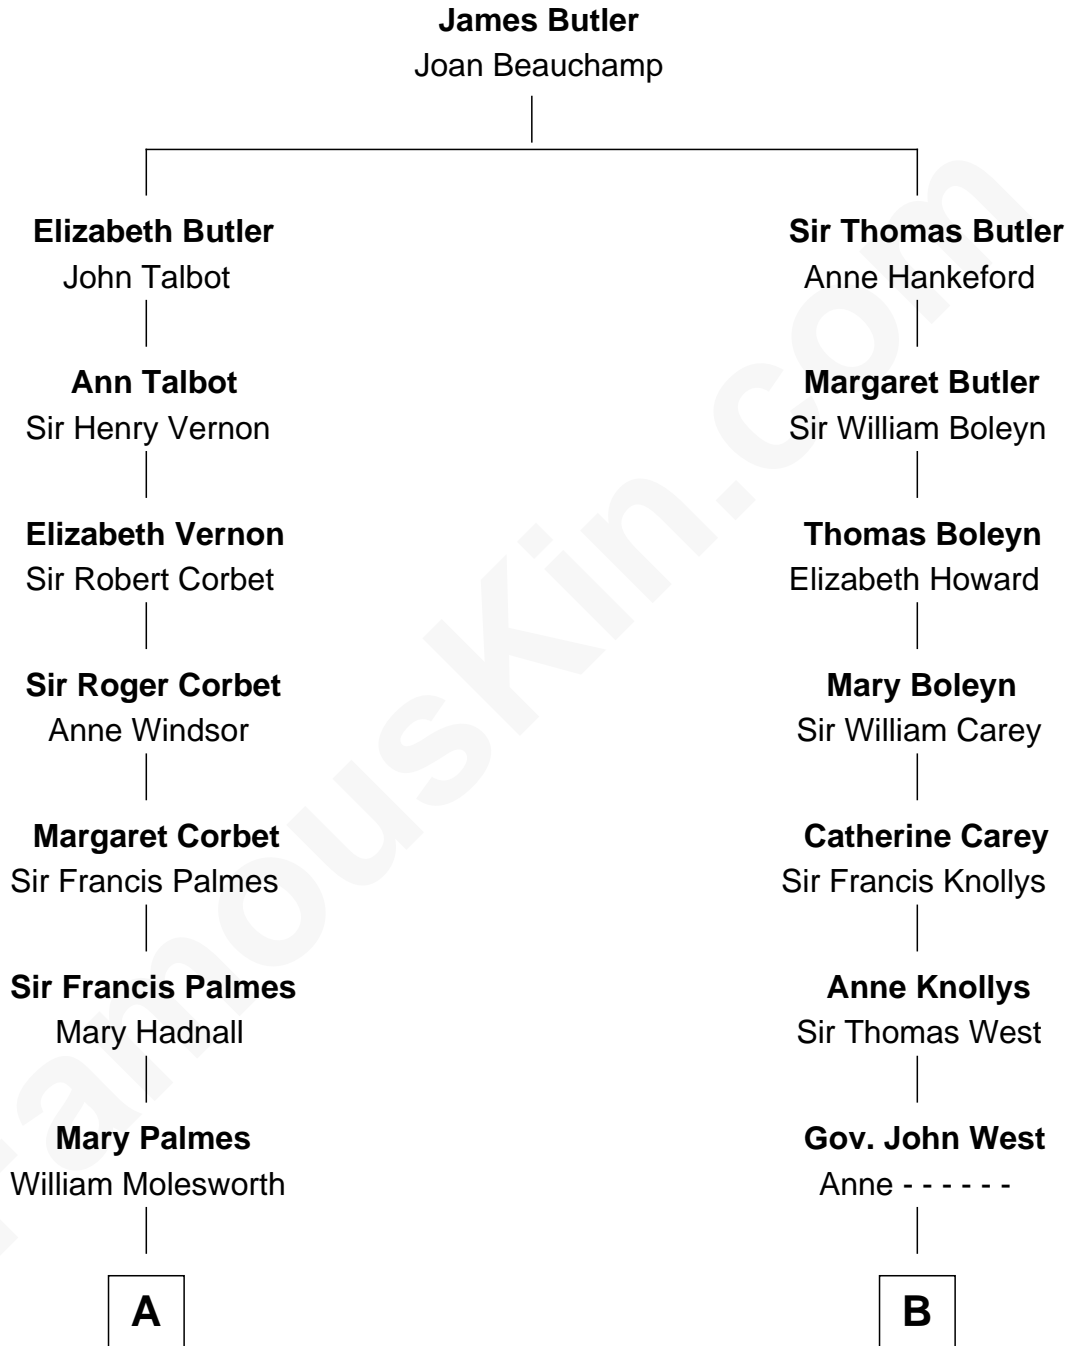 James Butler
Joan Beauchamp
Elizabeth Butler
John Talbot
Sir Thomas Butler
Anne Hankeford
Ann Talbot
Sir Henry Vernon
Margaret Butler
Sir William Boleyn
Elizabeth Vernon
Sir Robert Corbet
Thomas Boleyn
Elizabeth Howard
Sir Roger Corbet
Anne Windsor
Mary Boleyn
Sir William Carey
Margaret Corbet
Sir Francis Palmes
Catherine Carey
Sir Francis Knollys
Sir Francis Palmes
Mary Hadnall
Anne Knollys
Sir Thomas West
Mary Palmes
William Molesworth
Gov. John West
Anne - - - - - -
A
B
FamousKin.com